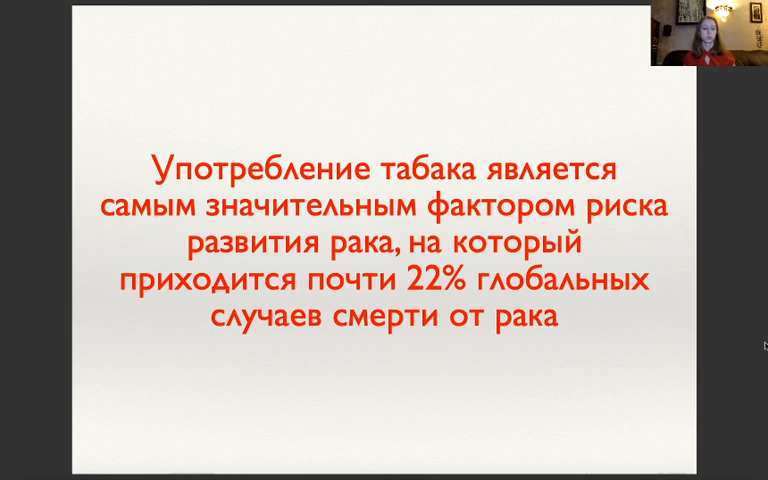 Употребление табака является
самым значительным фактором риска
развития рака, на который
приходится почти 22% глобальных
случаев смерти от рака